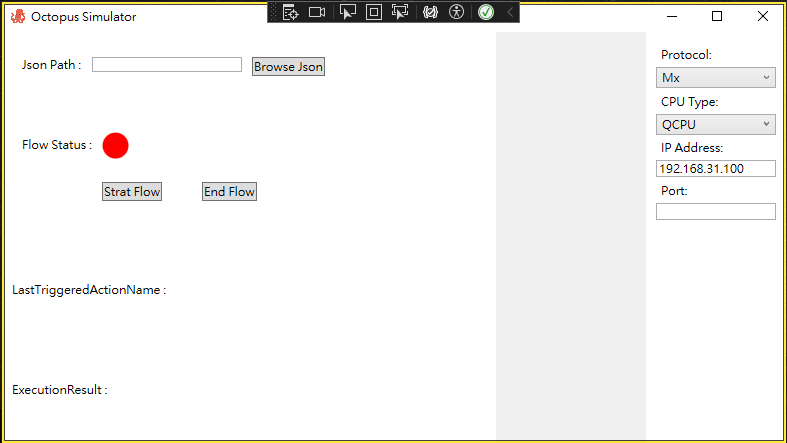 Octopus Simulator
Json Path :
Browse Json
Flow Status :
Strat Flow
End Flow
LastTriggeredActionName :
ExecutionResult :
Protocol:
Mx
CPU Type:
QCPU
IP Address:
192.168.31.100
Port: